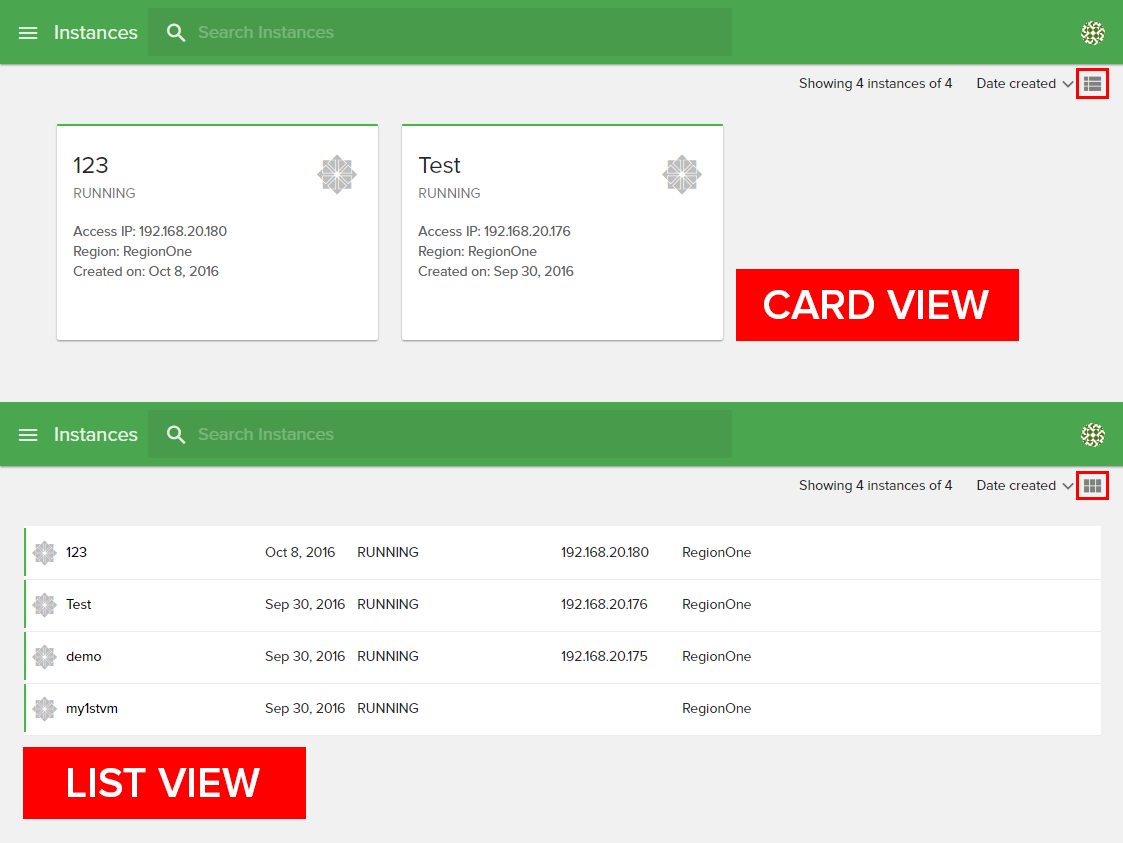 Instances
Search Instances
Showing 4 instances of 4
Date created
123
RUNNING
Access IP: 192.168.20.180
Region: RegionOne
Created on: Oct 8, 2016
Test
RUNNING
Access IP: 192.168.20.176
Region: RegionOne
Created on: Sep 30, 2016
CARD VIEW
Instances
Search Instances
Showing 4 instances of 4
Date created
123 Oct 8, 2016 RUNNING 192.168.20.180 RegionOne
Test Sep 30, 2016 RUNNING 192.168.20.176 RegionOne
demo Sep 30, 2016 RUNNING 192.168.20.175 RegionOne
my1stvm Sep 30, 2016 RUNNING RegionOne
LIST VIEW